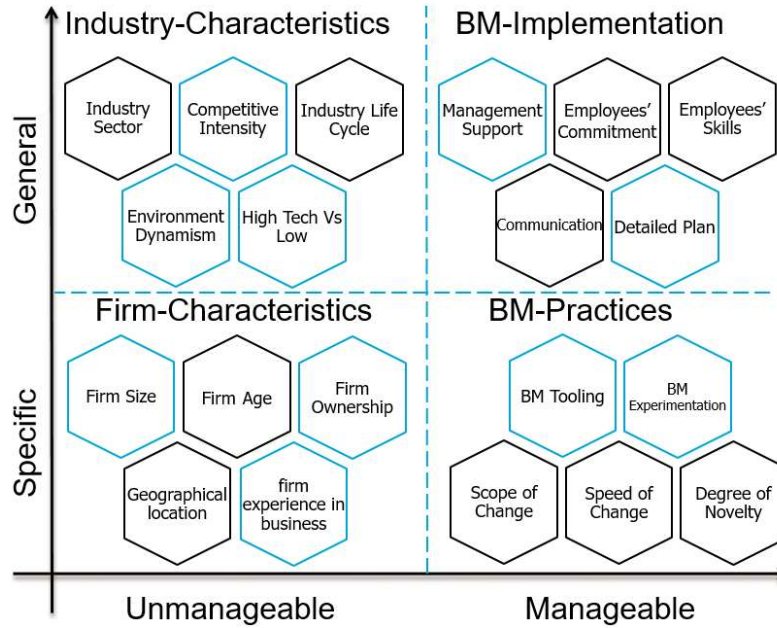 Industry-Characteristics
BM-Implementation
General
Industry
Sector
Competitive
Intensity
Industry Life
Cycle
Management
Support
Employees'
Commitment
Employees'
Skills
Environment
Dynamism
High Tech Vs
Low
Communication
Detailed Plan
Firm-Characteristics
BM-Practices
Specific
Firm Size
Firm Age
Firm
Ownership
BM Tooling
BM
Experimentation
Geographical
location
firm
experience in
business
Scope of
Change
Speed of
Change
Degree of
Novelty
Unmanageable
Manageable